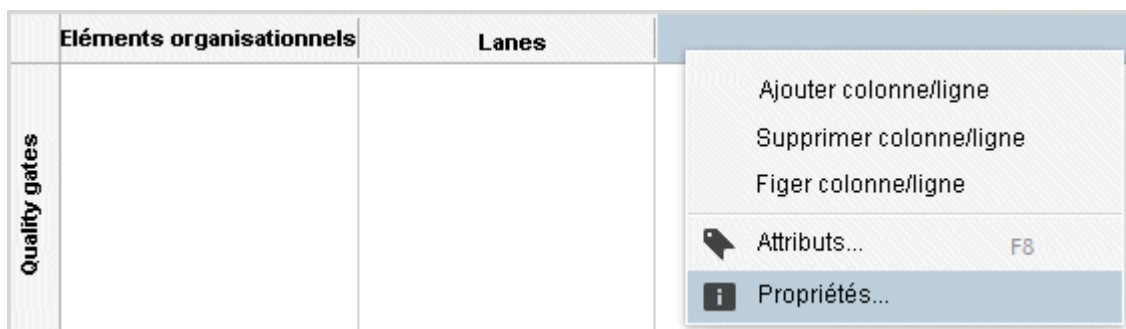 Eléments organisationnels
Lanes
Quality gates
Ajouter colonne/ligne
Supprimer colonne/ligne
Figer colonne/ligne
Attributs... F8
Propriétés...